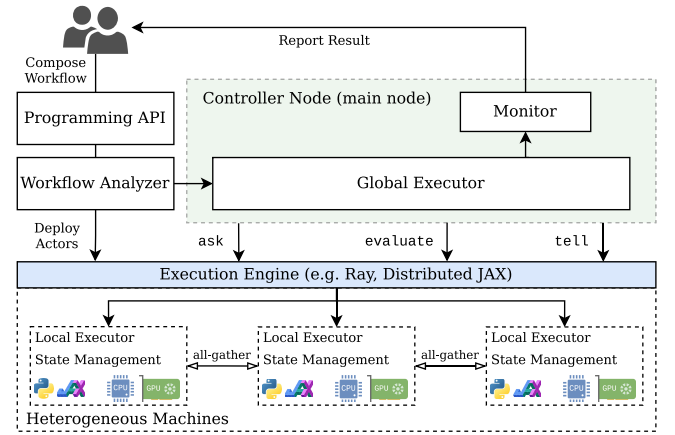 Report Result
Compose
Workflow
Controller Node (main node)
Programming API
Monitor
Workflow Analyzer
Global Executor
Deploy
Actors
ask
evaluate
tell
Execution Engine (e.g. Ray, Distributed JAX)
Local Executor
State Management
CPU
GPU
all-gather
Local Executor
State Management
CPU
GPU
all-gather
Local Executor
State Management
CPU
GPU
Heterogeneous Machines